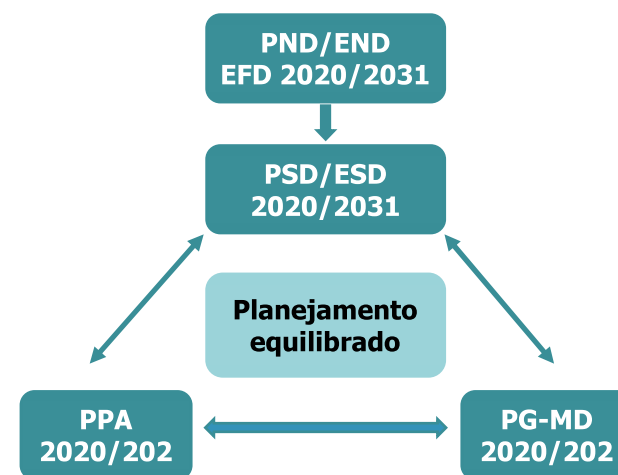 PND/END
EFD 2020/2031
PSD/ESD
2020/2031
Planejamento
equilibrado
PPA
2020/202
PG-MD
2020/202